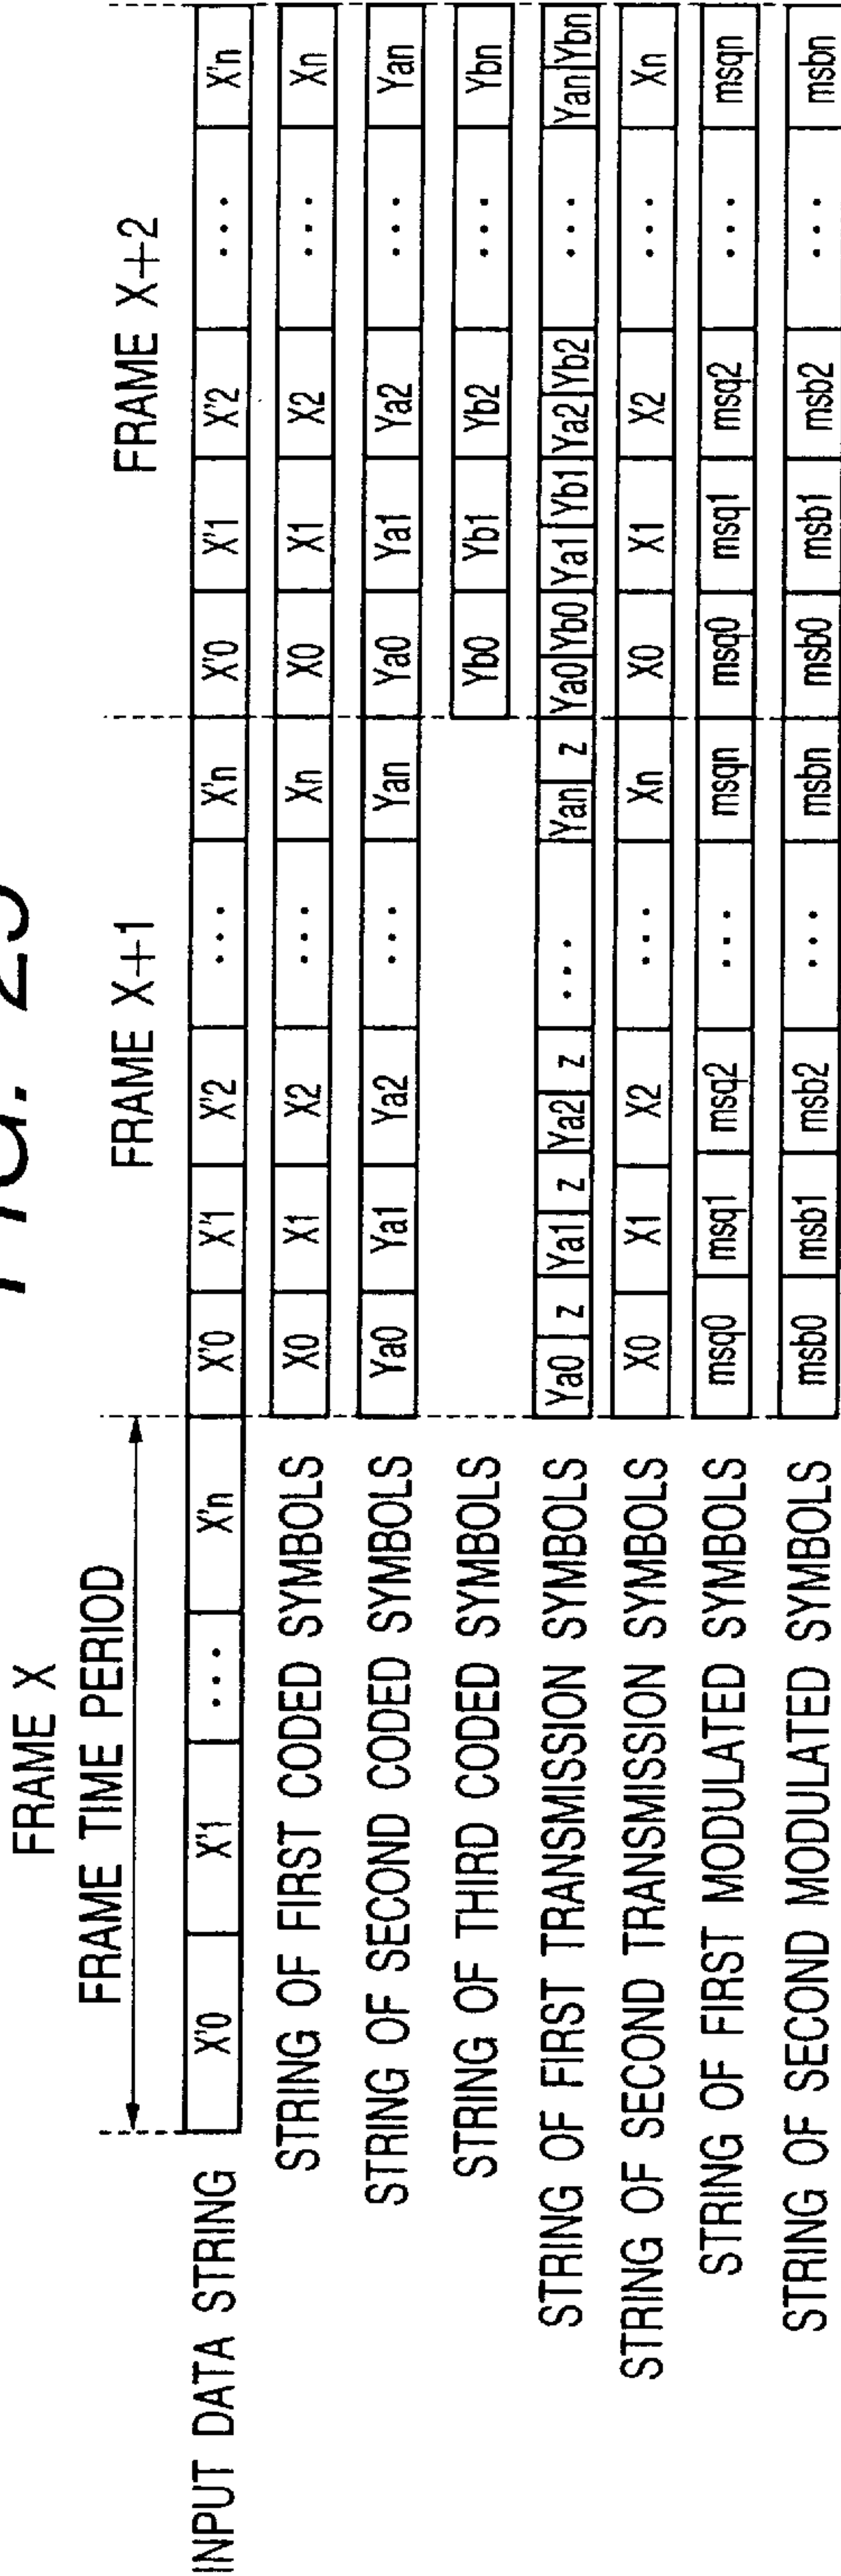 FIG. 25
FRAME X
FRAME TIME PERIOD
FRAME X+1
FRAME X+2
INPUT DATA STRING X'0 X'1 ... X'n X'0 X'1 X'2 ... X'n X'0 X'1 X'2 ... X'n
STRING OF FIRST CODED SYMBOLS X0 X1 X2 ... Xn X0 X1 X2 ... Xn
STRING OF SECOND CODED SYMBOLS Ya0 Ya1 Ya2 ... Yan Ya0 Ya1 Ya2 ... Yan
STRING OF THIRD CODED SYMBOLS Yb0 Yb1 Yb2 ... Ybn
STRING OF FIRST TRANSMISSION SYMBOLS Ya0 z Ya1 z Ya2 z ... Yan z Ya0 Yb0 Ya1 Yb1 Ya2 Yb2 ... Yan Ybn
STRING OF SECOND TRANSMISSION SYMBOLS X0 X1 X2 ... Xn X0 X1 X2 ... Xn
STRING OF FIRST MODULATED SYMBOLS msq0 msq1 msq2 ... msqn msq0 msq1 msq2 ... msqn
STRING OF SECOND MODULATED SYMBOLS msb0 msb1 msb2 ... msbn msb0 msb1 msb2 ... msbn